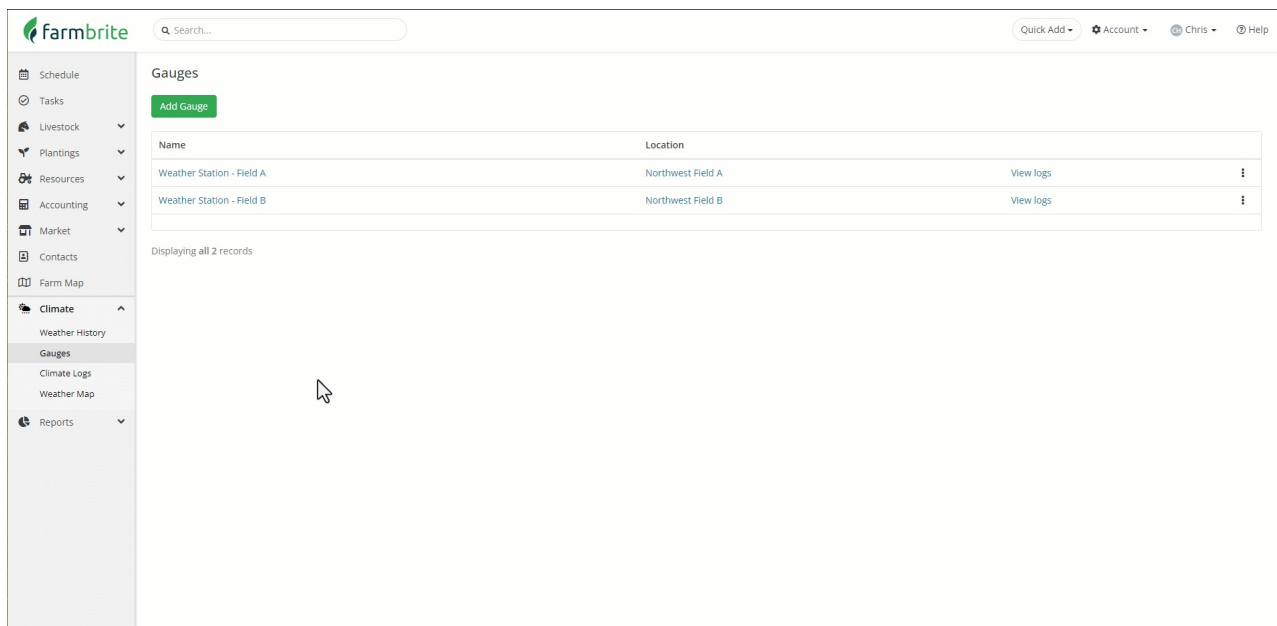 farmbrite
Search...
Quick Add
Account
CH
Chris
Help
Schedule
Tasks
Livestock
Plantings
Resources
Accounting
Market
Contacts
Farm Map
Climate
Weather History
Gauges
Climate Logs
Weather Map
Reports
Gauges
Add Gauge
Name Location
Weather Station - Field A Northwest Field A View logs
Weather Station - Field B Northwest Field B View logs
Displaying all 2 records